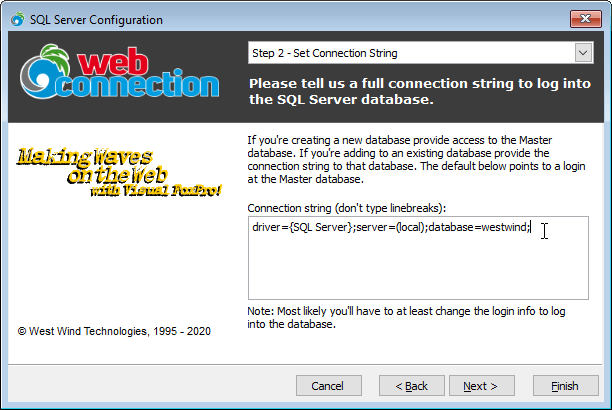 SQL Server Configuration
web
connection
Step 2 - Set Connection String
Please tell us a full connection string to log into
the SQL Server database.
Making Waves
on the Web
with Visual FoxPro!
If you're creating a new database provide access to the Master
database. If you're adding to an existing database provide the
connection string to that database. The default below points to a login
at the Master database.
Connection string (don't type linebreaks):
driver={SQL Server};server=(local);database=westwind;
Note: Most likely you'll have to at least change the login info to log
into the database.
© West Wind Technologies, 1995 - 2020
Cancel
< Back
Next >
Finish